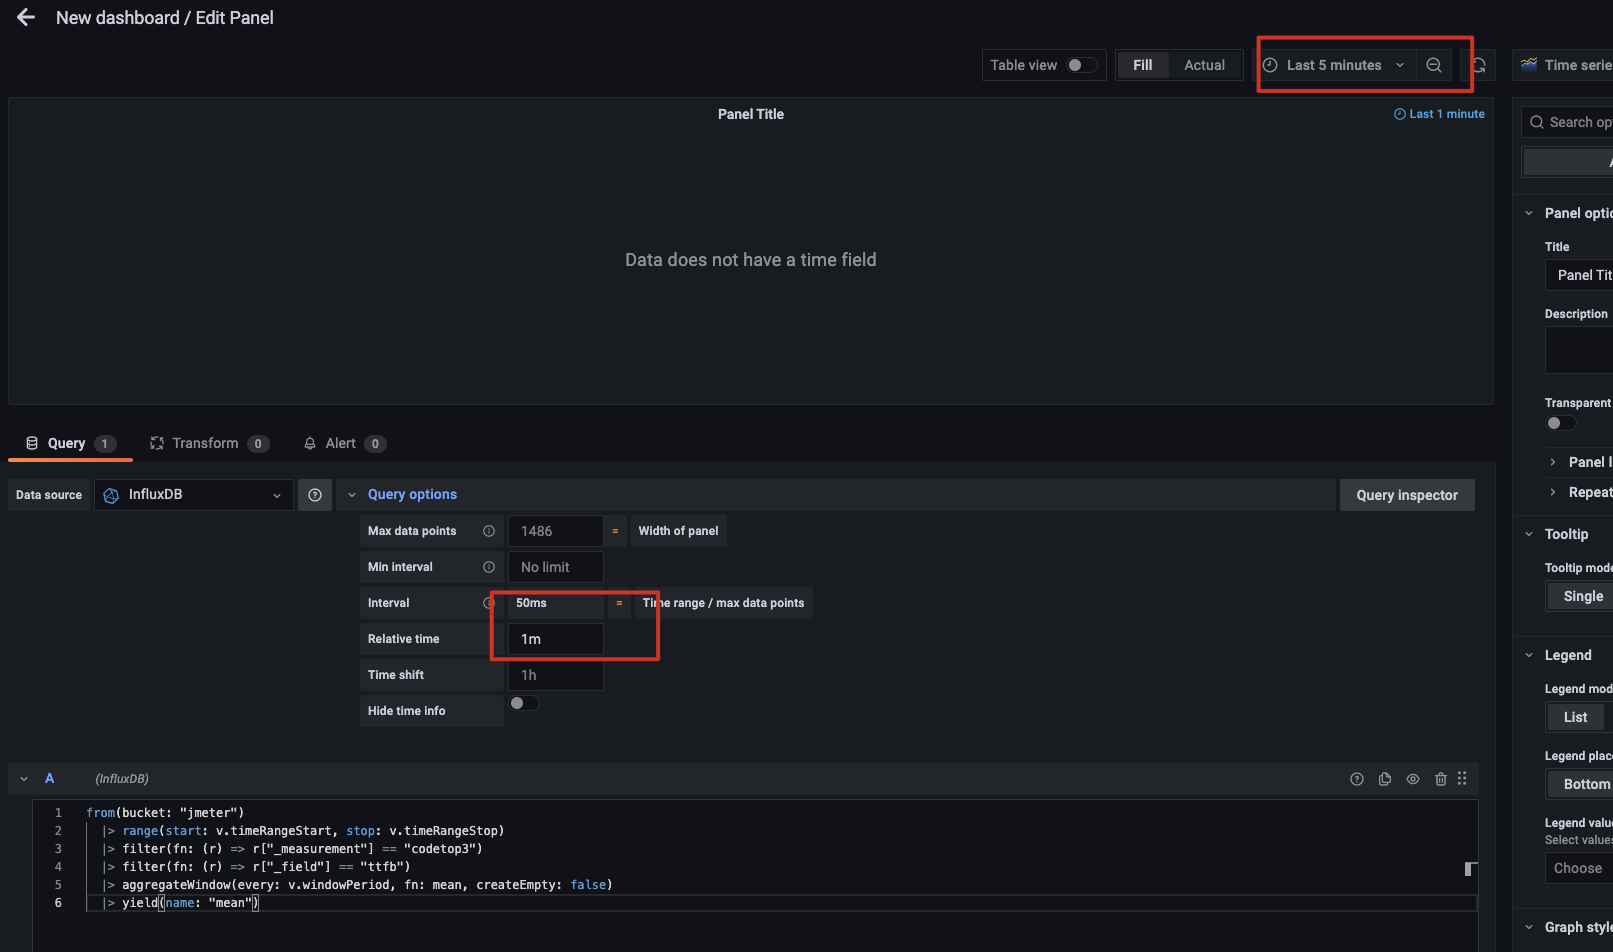 New dashboard / Edit Panel
Table view
Fill
Actual
Last 5 minutes
Time serie
Panel Title
Last 1 minute
Search op
Data does not have a time field
Panel optio
Title
Panel Tit
Description
Transparent
Panel l
Repeat
Query 1
Transform 0
Alert 0
Data source
InfluxDB
Query options
Query inspector
Max data points
1486
=
Width of panel
Min interval
No limit
Interval
50ms
=
Time range / max data points
Relative time
1m
Time shift
1h
Hide time info
Tooltip
Tooltip mode
Single
Legend
Legend mod
List
Legend place
Bottom
Legend value
Select values
Choose
Graph style
A
(InfluxDB)
1 from(bucket: "jmeter")
2 |> range(start: v.timeRangeStart, stop: v.timeRangeStop)
3 |> filter(fn: (r) => r["_measurement"] == "codetop3")
4 |> filter(fn: (r) => r["_field"] == "ttfb")
5 |> aggregateWindow(every: v.windowPeriod, fn: mean, createEmpty: false)
6 |> yield(name: "mean")